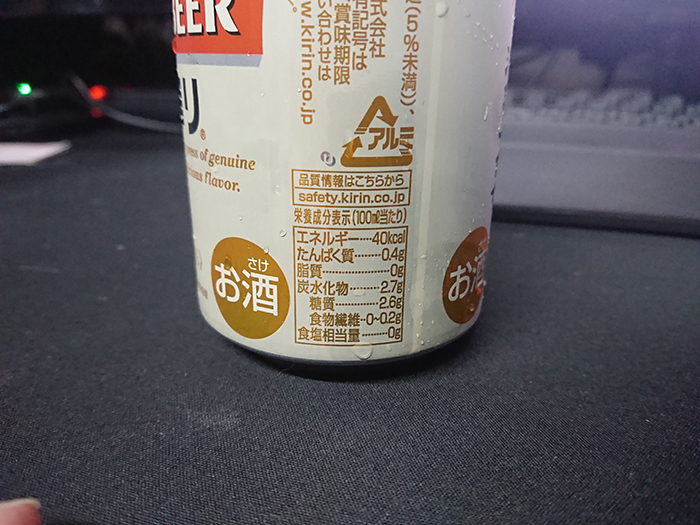 BEER
ness of genuine
flavor.
(5%未満)、
式会社
有記号は
賞味期限
い合わせは
w.kirin.co.jp
アルミ
品質情報はこちらから
safety.kirin.co.jp
栄養成分表示(100ml当たり)
エネルギー……40kcal
たんぱく質………0.4g
脂質……………………0g
炭水化物…………2.7g
糖質………………2.6g
食物繊維…0~0.2g
食塩相当量………0g
さけ
お酒
お酒